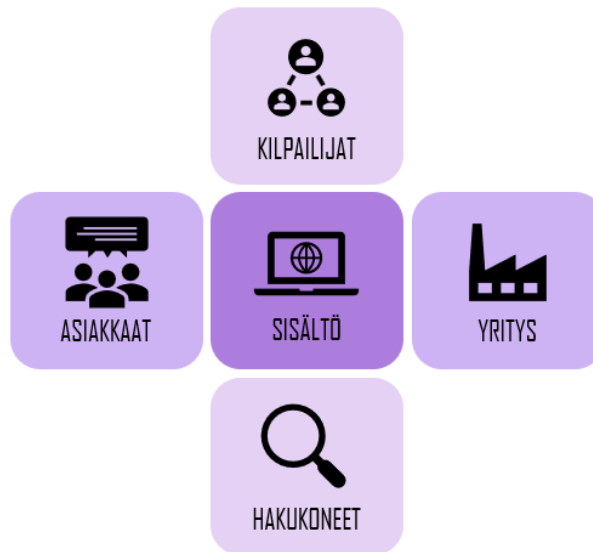 KILPAILIJAT
ASIAKKAAT
SISÄLTÖ
YRITYS
HAKUKONEET